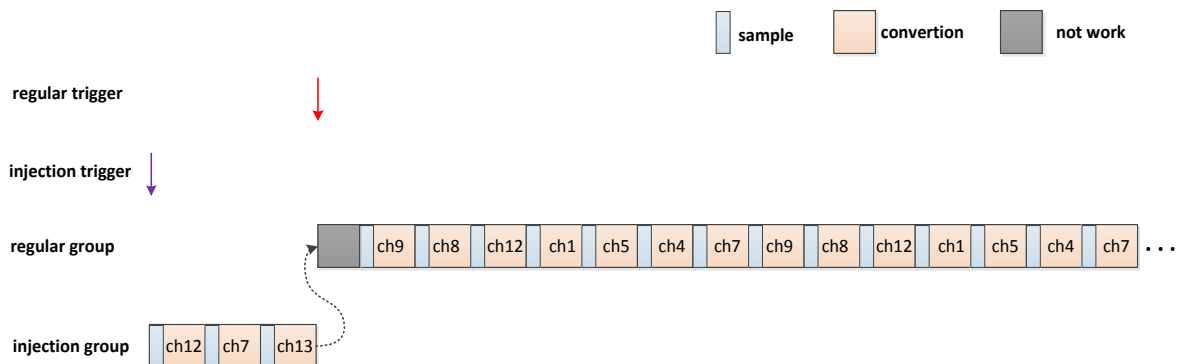 sample convertion not work
regular trigger
injection trigger
regular group ch9 ch8 ch12 ch1 ch5 ch4 ch7 ch9 ch8 ch12 ch1 ch5 ch4 ch7 ...
injection group ch12 ch7 ch13